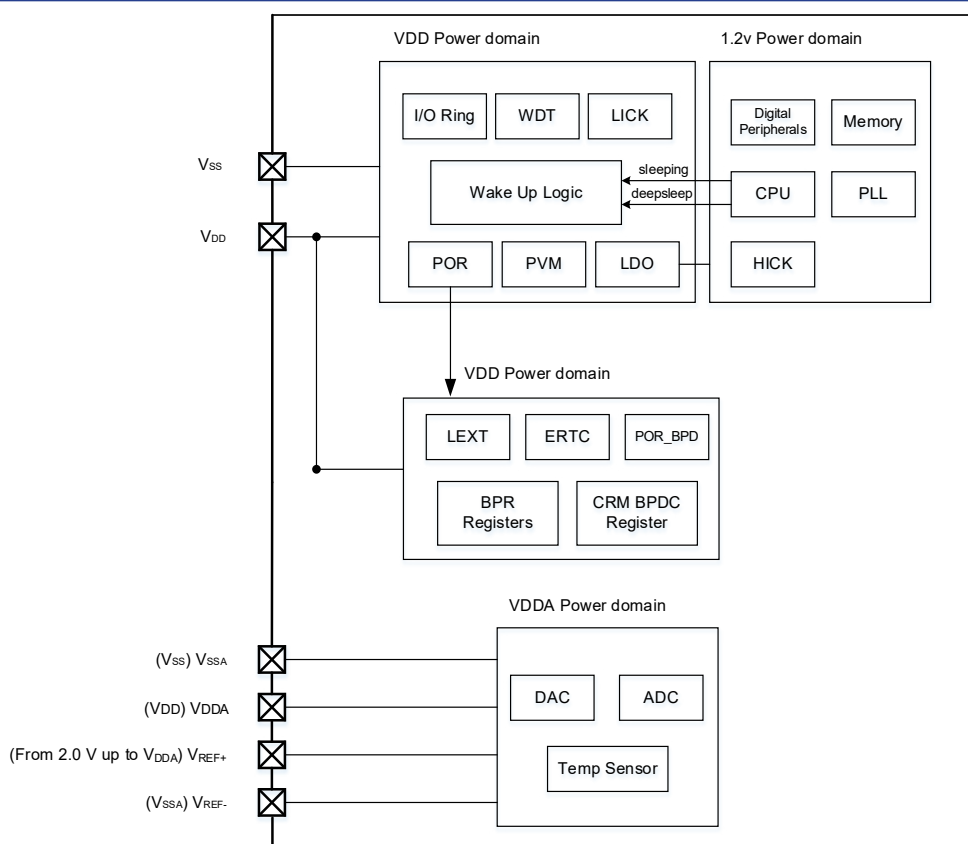 VDD Power domain
1.2v Power domain
I/O Ring
WDT
LICK
Digital
Peripherals
Memory
VSS
sleeping
Wake Up Logic
deepsleep
CPU
PLL
VDD
POR
PVM
LDO
HICK
VDD Power domain
LEXT
ERTC
POR_BPD
BPR
Registers
CRM BPDC
Register
VDDA Power domain
(VSS) VSSA
(VDD) VDDA
DAC
ADC
(From 2.0 V up to VDDA) VREF+
Temp Sensor
(VSSA) VREF-